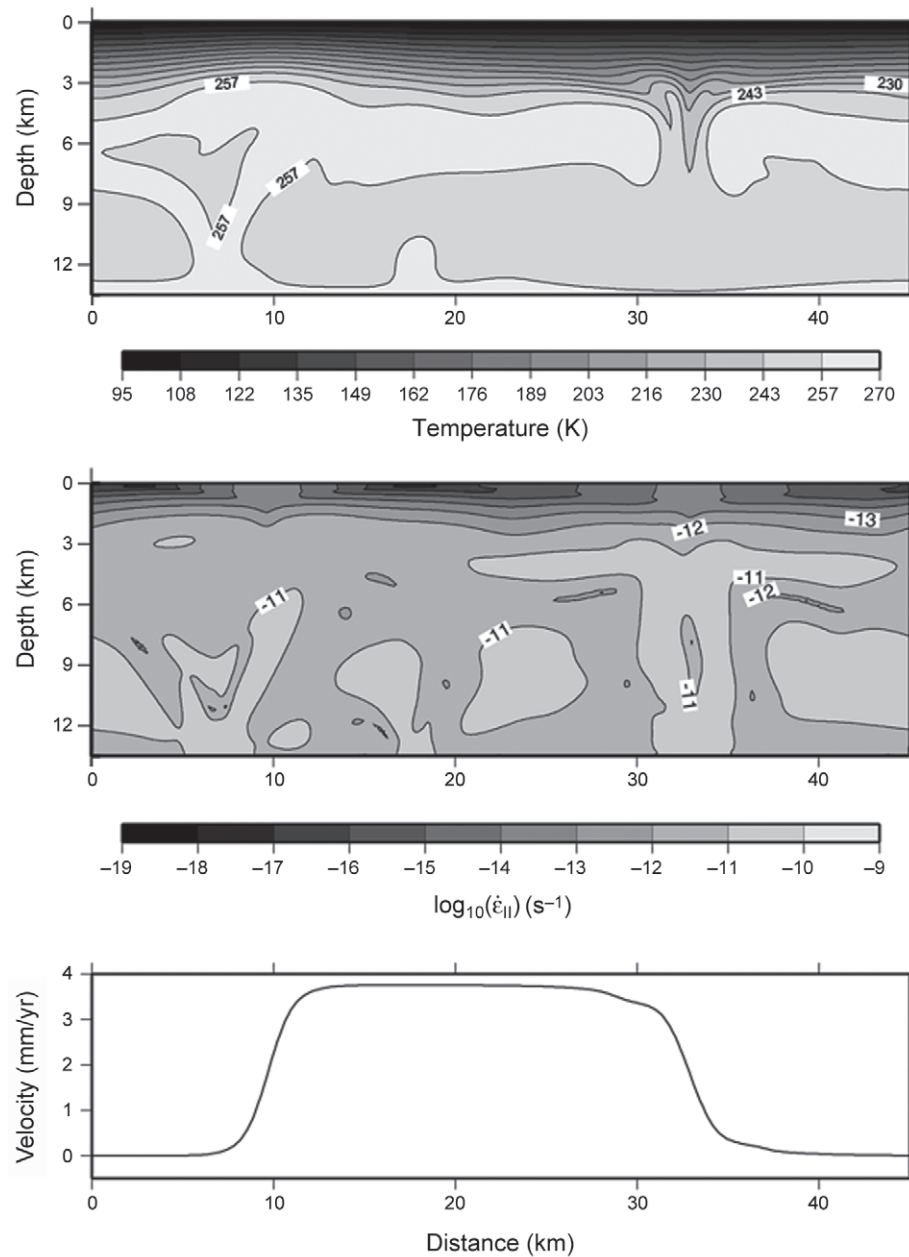 0
3
6
9
12
Depth (km)
257
243
230
257
257
0 10 20 30 40
95 108 122 135 149 162 176 189 203 216 230 243 257 270
Temperature (K)
0
3
6
9
12
Depth (km)
-13
-12
-11
-12
-11
-11
-11
0 10 20 30 40
–19 –18 –17 –16 –15 –14 –13 –12 –11 –10 –9
log₁₀(ε̇II) (s⁻¹)
4
3
2
1
0
Velocity (mm/yr)
0 10 20 30 40
Distance (km)